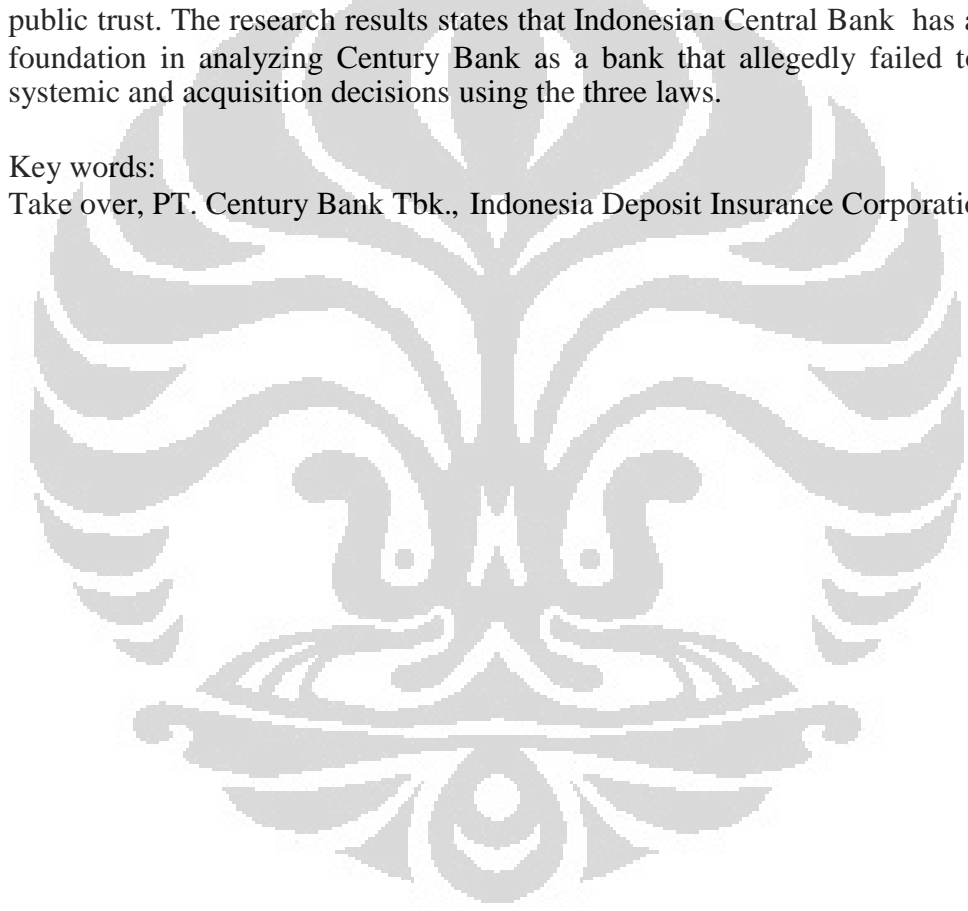 public trust. The research results states that Indonesian Central Bank has a
foundation in analyzing Century Bank as a bank that allegedly failed to
systemic and acquisition decisions using the three laws.
Key words:
Take over, PT. Century Bank Tbk., Indonesia Deposit Insurance Corporatio